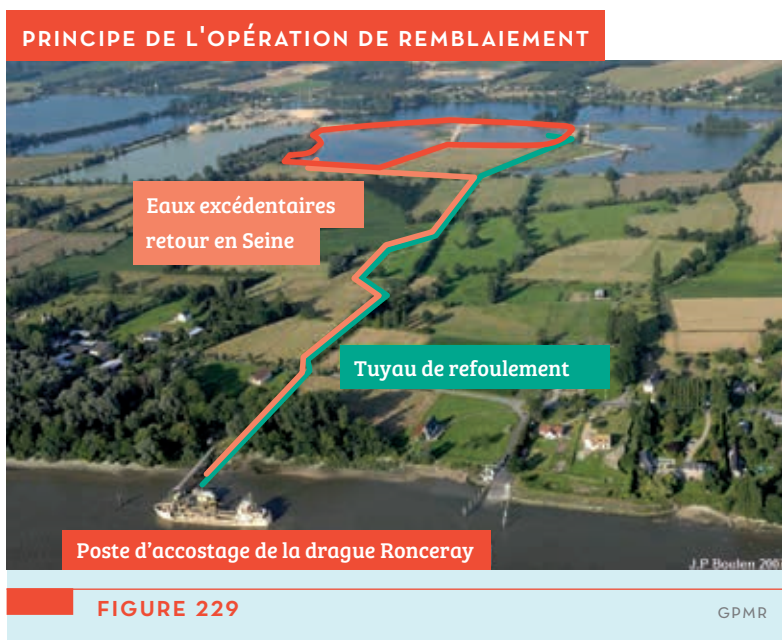 PRINCIPE DE L'OPÉRATION DE REMBLAIEMENT
Eaux excédentaires
retour en Seine
Tuyau de refoulement
Poste d'accostage de la drague Ronceray
J.P Boulen 2007
FIGURE 229
GPMR